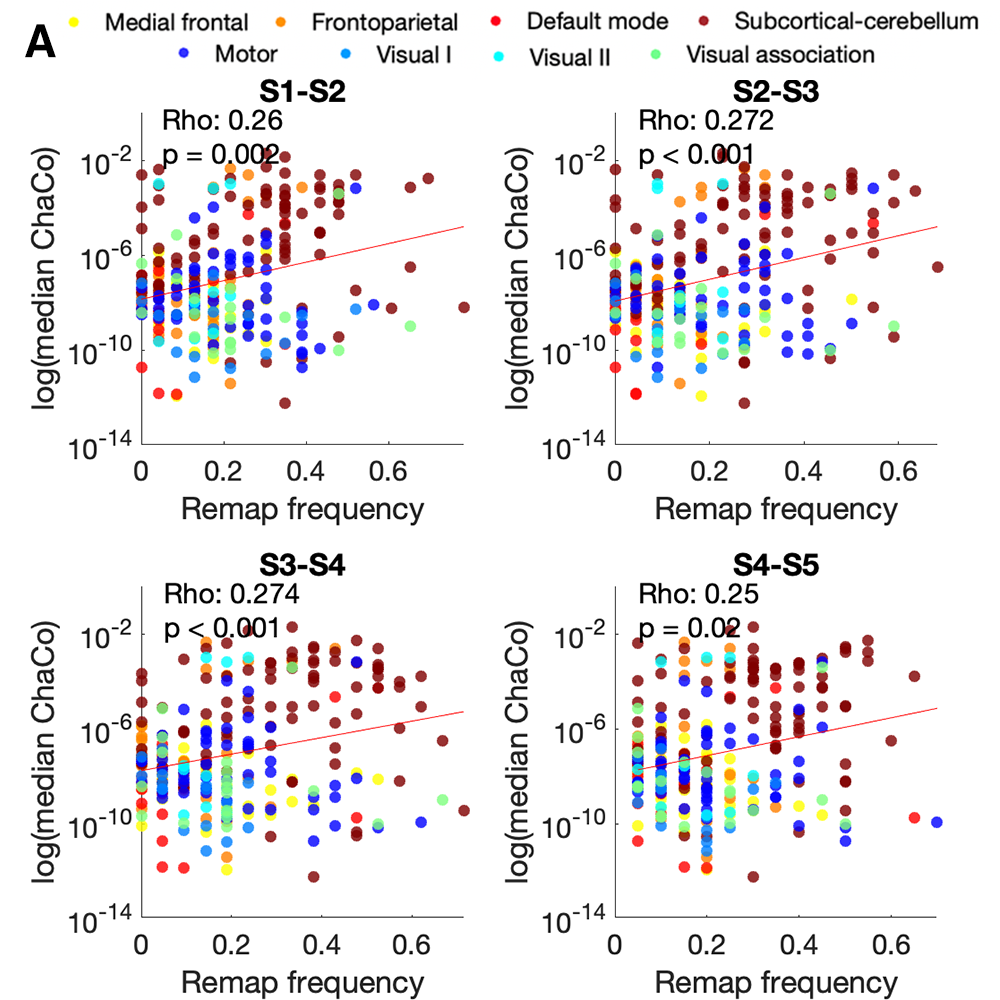 A
Medial frontal Frontoparietal Default mode Subcortical-cerebellum
Motor Visual I Visual II Visual association
S1-S2
Rho: 0.26
p = 0.002
log(median ChaCo)
10-2
10-6
10-10
10-14
0 0.2 0.4 0.6
Remap frequency
S2-S3
Rho: 0.272
p < 0.001
log(median ChaCo)
10-2
10-6
10-10
10-14
0 0.2 0.4 0.6
Remap frequency
S3-S4
Rho: 0.274
p < 0.001
log(median ChaCo)
10-2
10-6
10-10
10-14
0 0.2 0.4 0.6
Remap frequency
S4-S5
Rho: 0.25
p = 0.02
log(median ChaCo)
10-2
10-6
10-10
10-14
0 0.2 0.4 0.6
Remap frequency